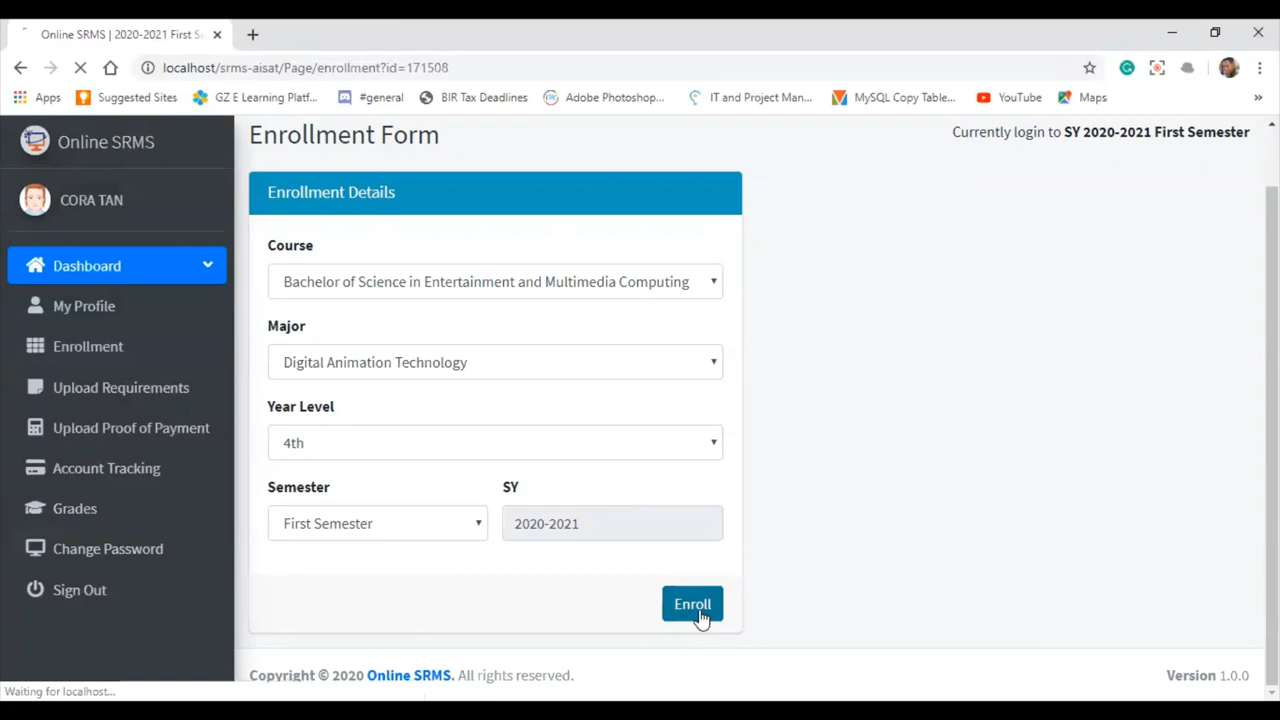 Online SRMS | 2020-2021 First S
localhost/srms-aisat/Page/enrollment?id=171508
Apps Suggested Sites GZ E Learning Platf... #general BIR Tax Deadlines Adobe Photoshop... IT and Project Man... MySQL Copy Table... YouTube Maps »
Online SRMS
CORA TAN
Dashboard
My Profile
Enrollment
Upload Requirements
Upload Proof of Payment
Account Tracking
Grades
Change Password
Sign Out
Enrollment Form
Currently login to SY 2020-2021 First Semester
Enrollment Details
Course
Bachelor of Science in Entertainment and Multimedia Computing
Major
Digital Animation Technology
Year Level
4th
Semester SY
First Semester 2020-2021
Enroll
Copyright © 2020 Online SRMS. All rights reserved.
Version 1.0.0
Waiting for localhost...